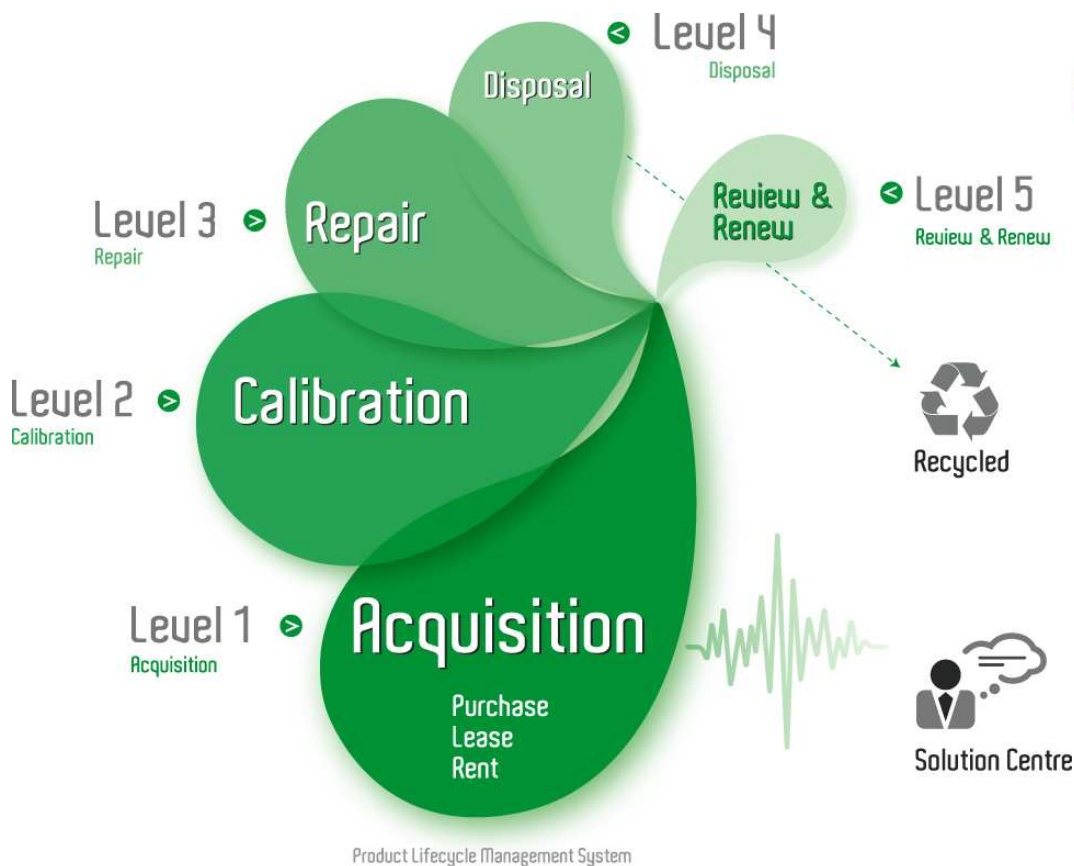 Level 4
Disposal
Disposal
Review & Renew
Level 5
Review & Renew
Level 3
Repair
Repair
Level 2
Calibration
Calibration
Recycled
Level 1
Acquisition
Acquisition
Purchase
Lease
Rent
Solution Centre
Product Lifecycle Management System